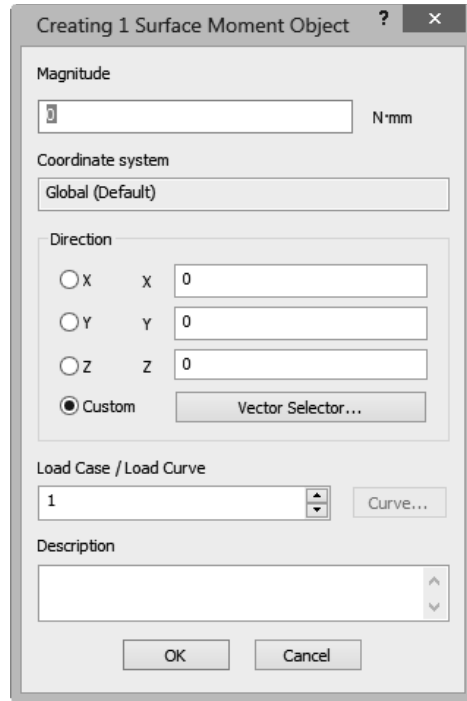 Creating 1 Surface Moment Object ? ×
Magnitude
0 N·mm
Coordinate system
Global (Default)
Direction
X X 0
Y Y 0
Z Z 0
Custom Vector Selector...
Load Case / Load Curve
1 Curve...
Description
OK Cancel